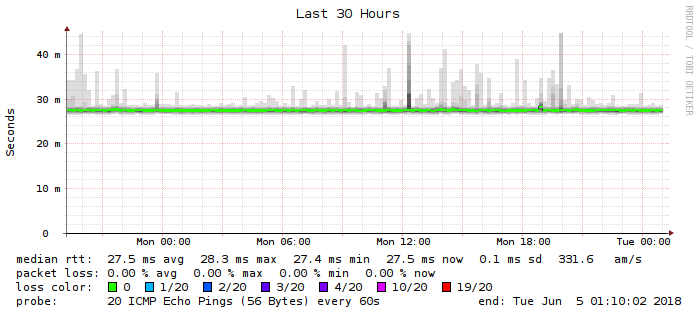 Last 30 Hours
RRDTOOL / TOBI OETIKER
Seconds
40 m
30 m
20 m
10 m
0
Mon 00:00 Mon 06:00 Mon 12:00 Mon 18:00 Tue 00:00
median rtt: 27.5 ms avg 28.3 ms max 27.4 ms min 27.5 ms now 0.1 ms sd 331.6 am/s
packet loss: 0.00 % avg 0.00 % max 0.00 % min 0.00 % now
loss color: 0 1/20 2/20 3/20 4/20 10/20 19/20
probe: 20 ICMP Echo Pings (56 Bytes) every 60s end: Tue Jun 5 01:10:02 2018